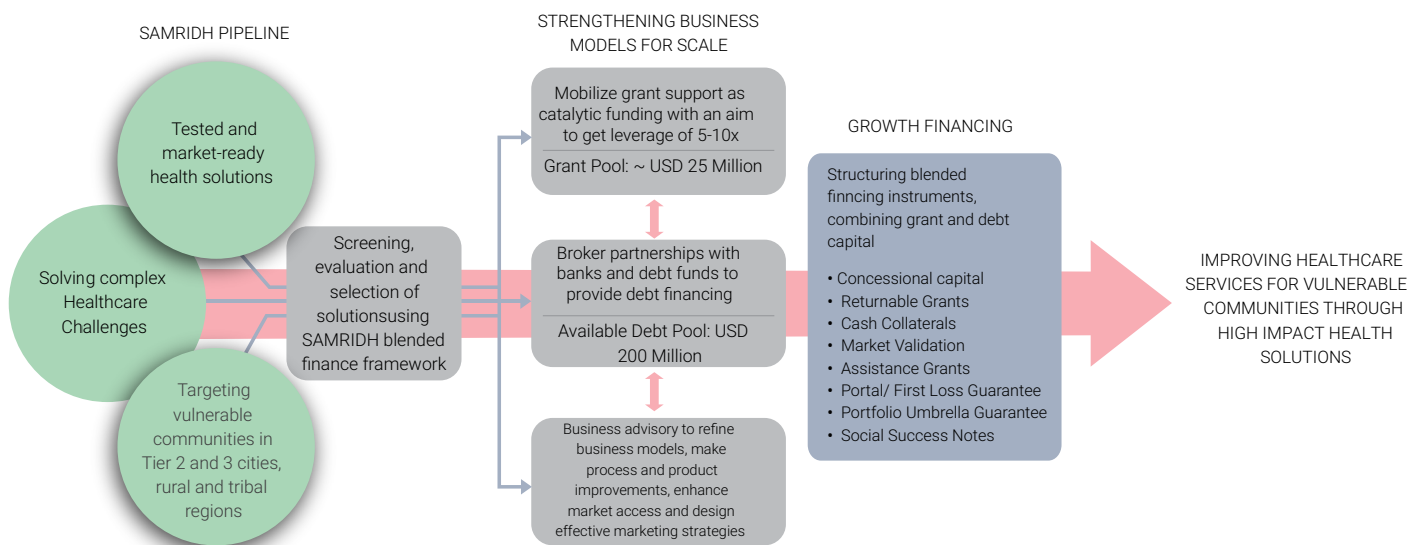 SAMRIDH PIPELINE
Tested and
market-ready
health solutions
Solving complex
Healthcare
Challenges
Targeting
vulnerable
communities in
Tier 2 and 3 cities,
rural and tribal
regions
Screening,
evaluation and
selection of
solutionsusing
SAMRIDH blended
finance framework
STRENGTHENING BUSINESS
MODELS FOR SCALE
Mobilize grant support as
catalytic funding with an aim
to get leverage of 5-10x
Grant Pool: ~ USD 25 Million
Broker partnerships with
banks and debt funds to
provide debt financing
Available Debt Pool: USD
200 Million
Business advisory to refine
business models, make
process and product
improvements, enhance
market access and design
effective marketing strategies
GROWTH FINANCING
Structuring blended
finncing instruments,
combining grant and debt
capital
• Concessional capital
• Returnable Grants
• Cash Collaterals
• Market Validation
• Assistance Grants
• Portal/ First Loss Guarantee
• Portfolio Umbrella Guarantee
• Social Success Notes
IMPROVING HEALTHCARE
SERVICES FOR VULNERABLE
COMMUNITIES THROUGH
HIGH IMPACT HEALTH
SOLUTIONS